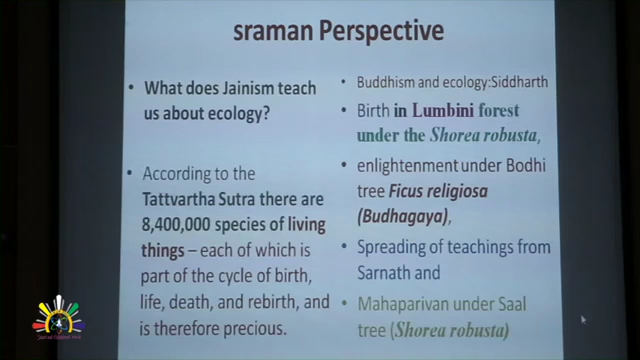 sraman Perspective
• What does Jainism teach
us about ecology?
• According to the
Tattvartha Sutra there are
8,400,000 species of living
things – each of which is
part of the cycle of birth,
life, death, and rebirth, and
is therefore precious.
• Buddhism and ecology:Siddharth
• Birth in Lumbini forest
under the Shorea robusta,
• enlightenment under Bodhi
tree Ficus religiosa
(Budhagaya),
• Spreading of teachings from
Sarnath and
• Mahaparivan under Saal
tree (Shorea robusta)